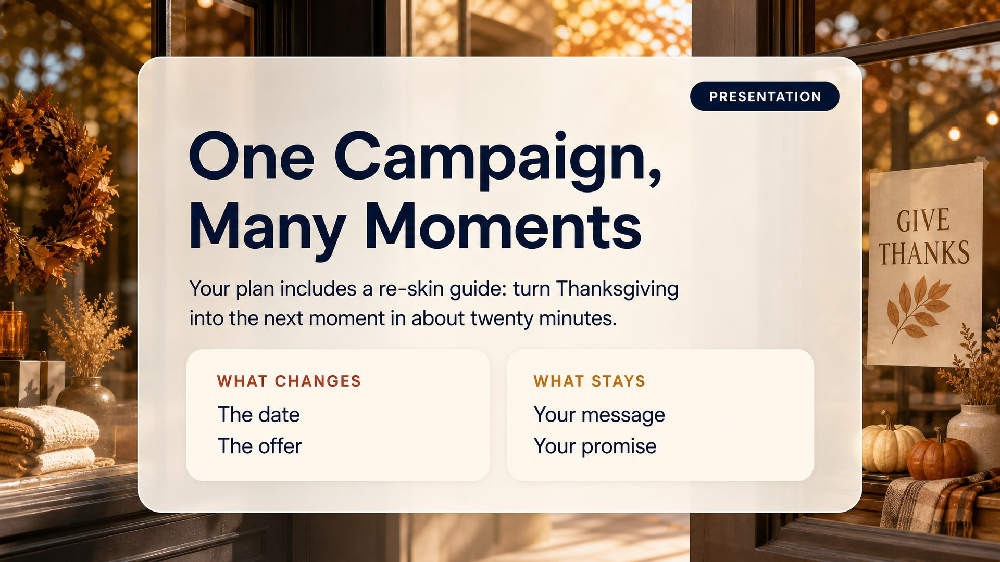 PRESENTATION
One Campaign,
Many Moments
Your plan includes a re-skin guide: turn Thanksgiving
into the next moment in about twenty minutes.
WHAT CHANGES
The date
The offer
WHAT STAYS
Your message
Your promise
GIVE
THANKS